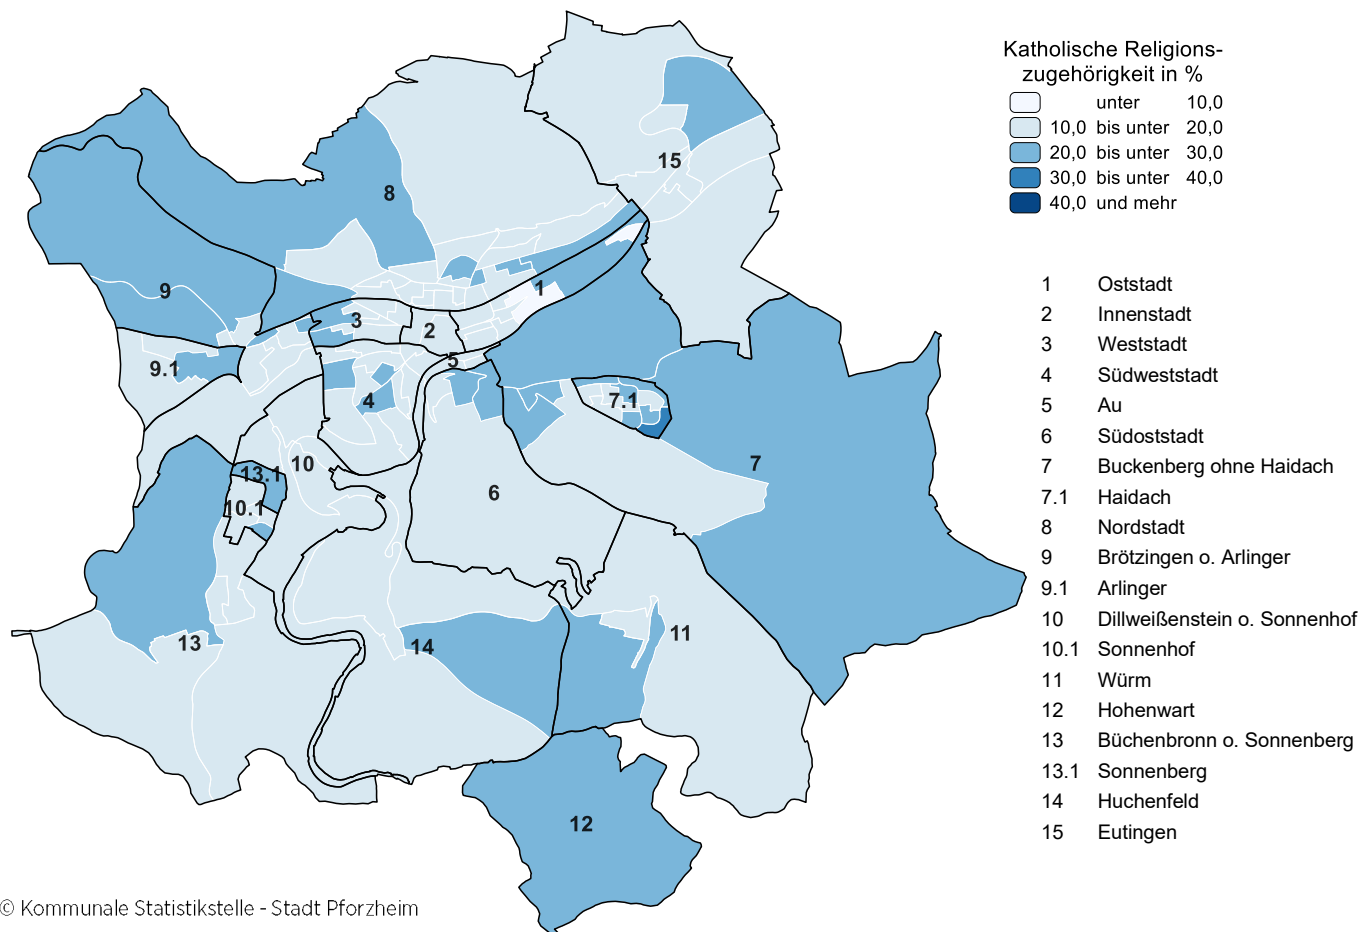 Katholische Religions-
zugehörigkeit in %
unter 10,0
10,0 bis unter 20,0
20,0 bis unter 30,0
30,0 bis unter 40,0
40,0 und mehr
1 Oststadt
2 Innenstadt
3 Weststadt
4 Südweststadt
5 Au
6 Südoststadt
7 Buckenberg ohne Haidach
7.1 Haidach
8 Nordstadt
9 Brötzingen o. Arlinger
9.1 Arlinger
10 Dillweißenstein o. Sonnenhof
10.1 Sonnenhof
11 Würm
12 Hohenwart
13 Büchenbronn o. Sonnenberg
13.1 Sonnenberg
14 Huchenfeld
15 Eutingen
15
8
9
1
3
2
5
9.1
4
7.1
10
13.1
7
6
10.1
11
13
14
12
© Kommunale Statistikstelle - Stadt Pforzheim